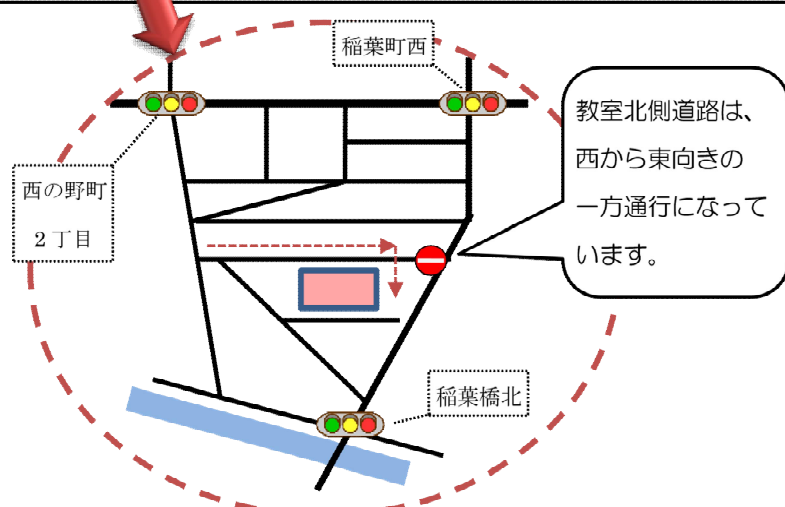 稲葉町西
教室北側道路は、
西から東向きの
一方通行になって
います。
西の野町
２丁目
稲葉橋北